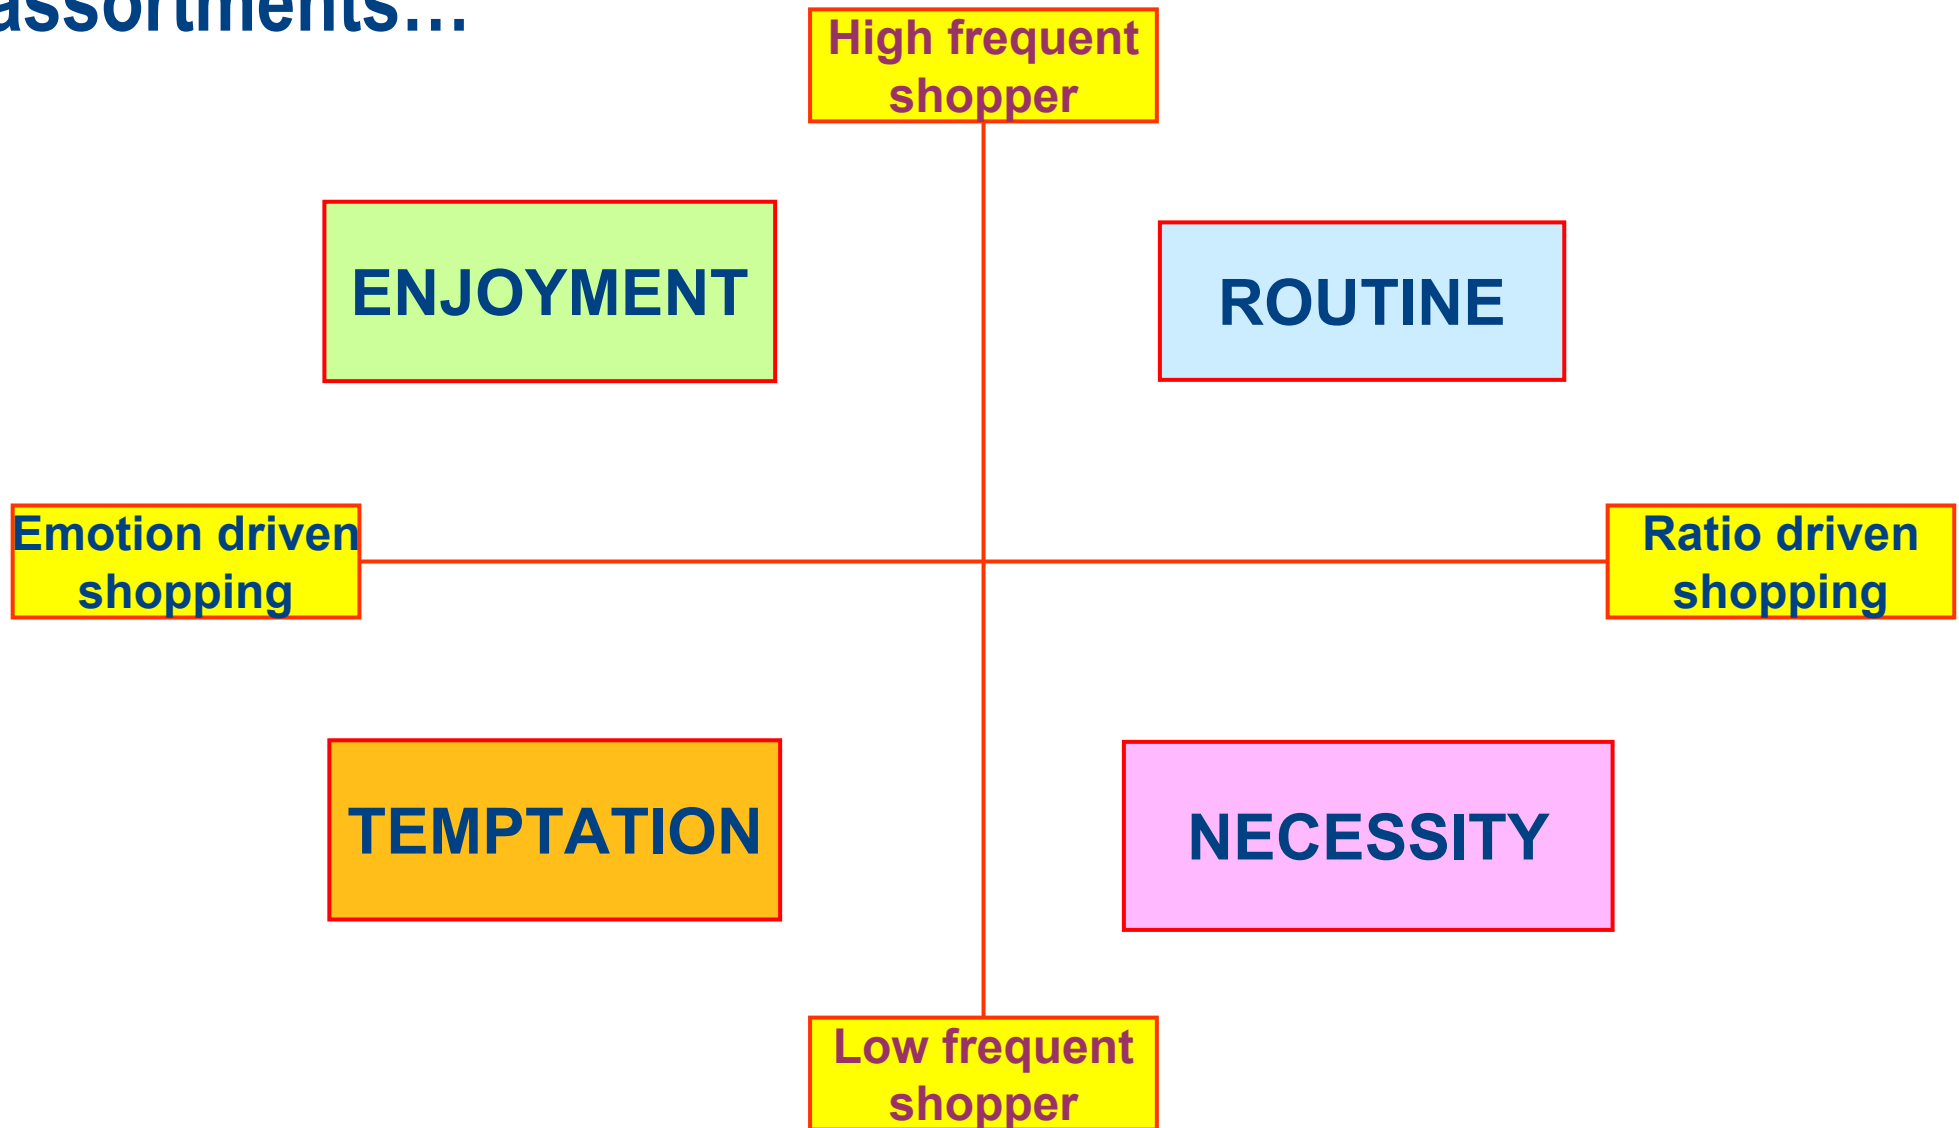 assortments…
High frequent
shopper
ENJOYMENT
ROUTINE
Emotion driven
shopping
Ratio driven
shopping
TEMPTATION
NECESSITY
Low frequent
shopper